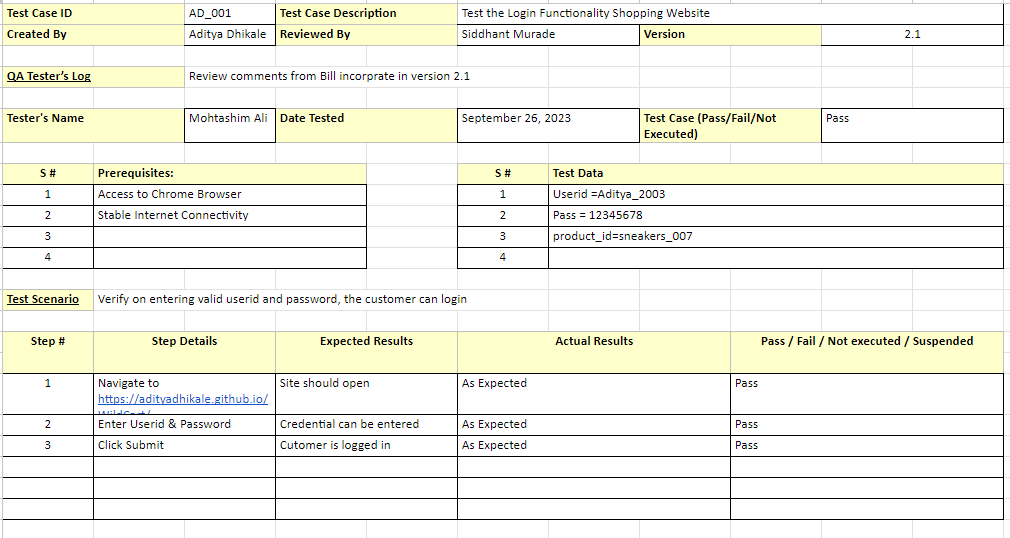 Test Case ID AD_001 Test Case Description Test the Login Functionality Shopping Website
Created By Aditya Dhikale Reviewed By Siddhant Murade Version 2.1
QA Tester's Log Review comments from Bill incorprate in version 2.1
Tester's Name Mohtashim Ali Date Tested September 26, 2023 Test Case (Pass/Fail/Not Pass
Executed)
S # Prerequisites: S # Test Data
1 Access to Chrome Browser 1 Userid =Aditya_2003
2 Stable Internet Connectivity 2 Pass = 12345678
3 3 product_id=sneakers_007
4 4
Test Scenario Verify on entering valid userid and password, the customer can login
Step # Step Details Expected Results Actual Results Pass / Fail / Not executed / Suspended
1 Navigate to Site should open As Expected Pass
https://adityadhikale.github.io/
2 Enter Userid & Password Credential can be entered As Expected Pass
3 Click Submit Cutomer is logged in As Expected Pass